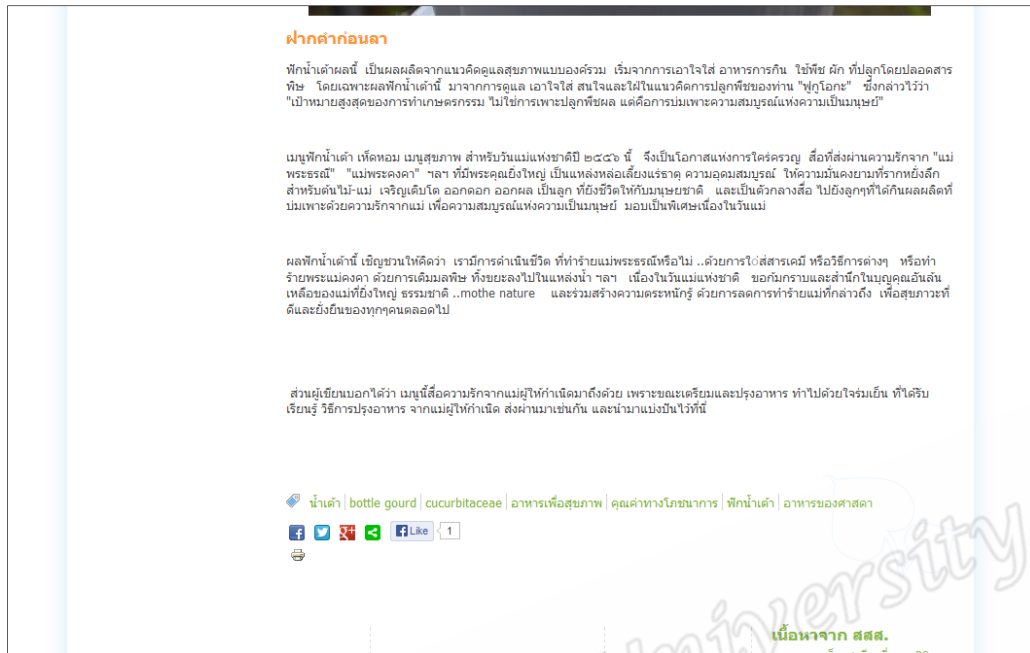 ฝากคำก่อนลา
ฟักน้ำเต้าผลนี้ เป็นผลผลิตจากแนวคิดดูแลสุขภาพแบบองค์รวม เริ่มจากการเอาใจใส่ อาหารการกิน ใช้พืช ผัก ที่ปลูกโดยปลอดสาร
พิษ โดยเฉพาะผลฟักน้ำเต้านี้ มาจากการดูแล เอาใจใส่ สนใจและใฝ่ในแนวคิดการปลูกพืชของท่าน "ฟูกูโอกะ" ซึ่งกล่าวไว้ว่า
"เป้าหมายสูงสุดของการทำเกษตรกรรม ไม่ใช่การเพาะปลูกพืชผล แต่คือการบ่มเพาะความสมบูรณ์แห่งความเป็นมนุษย์"
เมนูฟักน้ำเต้า เห็ดหอม เมนูสุขภาพ สำหรับวันแม่แห่งชาติปี ๒๕๕๖ นี้ จึงเป็นโอกาสแห่งการใคร่ครวญ สื่อที่ส่งผ่านความรักจาก "แม่
พระธรณี" "แม่พระคงคา" ฯลฯ ที่มีพระคุณยิ่งใหญ่ เป็นแหล่งหล่อเลี้ยงแร่ธาตุ ความอุดมสมบูรณ์ ให้ความมั่นคงยามที่รากหยั่งลึก
สำหรับต้นไม้-แม่ เจริญเติบโต ออกดอก ออกผล เป็นลูก ที่ยังชีวิตให้กับมนุษยชาติ และเป็นตัวกลางสื่อ ไปยังลูกๆที่ได้กินผลผลิตที่
บ่มเพาะด้วยความรักจากแม่ เพื่อความสมบูรณ์แห่งความเป็นมนุษย์ มอบเป็นพิเศษเนื่องในวันแม่
ผลฟักน้ำเต้านี้ เชิญชวนให้คิดว่า เรามีการดำเนินชีวิต ที่ทำร้ายแม่พระธรณีหรือไม่ ..ด้วยการใ่ส่สารเคมี หรือวิธีการต่างๆ หรือทำ
ร้ายพระแม่คงคา ด้วยการเติมมลพิษ ทิ้งขยะลงไปในแหล่งน้ำ ฯลฯ เนื่องในวันแม่แห่งชาติ ขอก้มกราบและสำนึกในบุญคุณอันล้น
เหลือของแม่ที่ยิ่งใหญ่ ธรรมชาติ ..mothe nature และร่วมสร้างความตระหนักรู้ ด้วยการลดการทำร้ายแม่ที่กล่าวถึง เพื่อสุขภาวะที่
ดีและยั่งยืนของทุกๆคนตลอดไป
ส่วนผู้เขียนบอกได้ว่า เมนูนี้สื่อความรักจากแม่ผู้ให้กำเนิดมาถึงด้วย เพราะขณะเตรียมและปรุงอาหาร ทำไปด้วยใจร่มเย็น ที่ได้รับ
เรียนรู้ วิธีการปรุงอาหาร จากแม่ผู้ให้กำเนิด ส่งผ่านมาเช่นกัน และนำมาแบ่งปันไว้ที่นี่
น้ำเต้า bottle gourd cucurbitaceae อาหารเพื่อสุขภาพ คุณค่าทางโภชนาการ ฟักน้ำเต้า อาหารของศาสดา
Like 1
University
เนื้อหาจาก สสส.